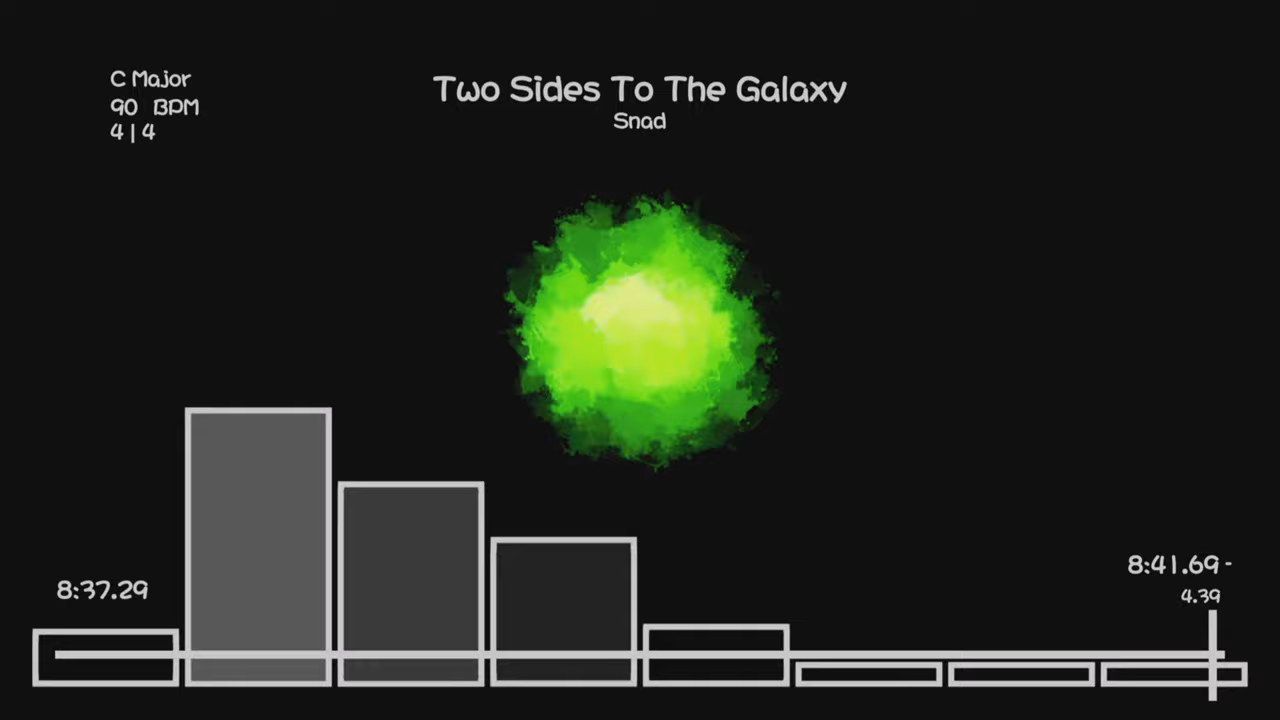 C Major
90 BPM
4 | 4
Two Sides To The Galaxy
Snad
8:37.29
8:41.69-
4.39